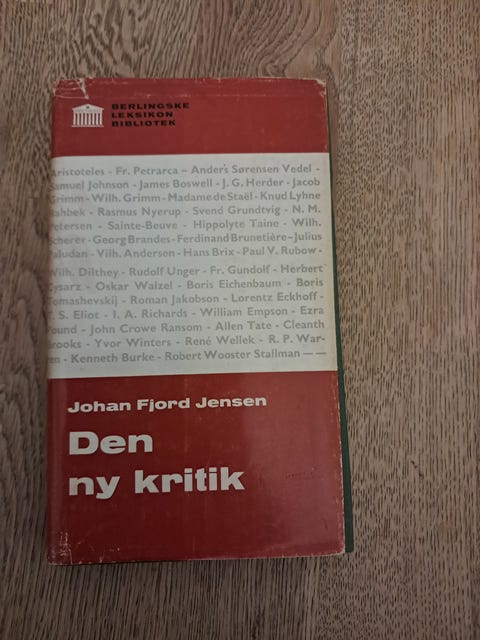 BERLINGSKE
LEKSIKON
BIBLIOTEK
Aristoteles - Fr. Petrarca - Anders Sørensen Vedel -
Samuel Johnson - James Boswell - J. G. Herder - Jacob
Grimm - Wilh. Grimm - Madame de Staël - Knud Lyhne
Rahbek - Rasmus Nyerup - Svend Grundtvig - N. M.
Petersen - Sainte-Beuve - Hippolyte Taine - Wilh.
Scherer - Georg Brandes - Ferdinand Brunetière - Julius
Paludan - Vilh. Andersen - Hans Brix - Paul V. Rubow -
Wilh. Dilthey - Rudolf Unger - Fr. Gundolf - Herbert
Cysarz - Oskar Walzel - Boris Eichenbaum - Boris
Tomashevskij - Roman Jakobson - Lorentz Eckhoff -
T. S. Eliot - I. A. Richards - William Empson - Ezra
Pound - John Crowe Ransom - Allen Tate - Cleanth
Brooks - Yvor Winters - René Wellek - R. P. War-
ren - Kenneth Burke - Robert Wooster Stallman — —
Johan Fjord Jensen
Den
ny kritik